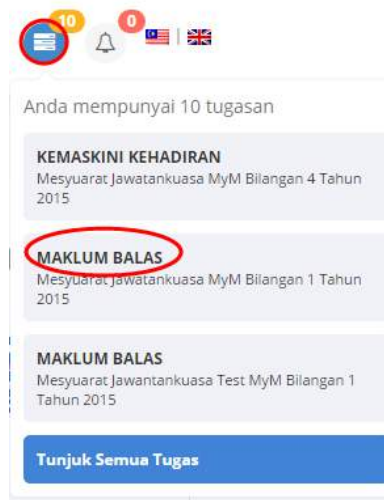 10
0
|
Anda mempunyai 10 tugasan
KEMASKINI KEHADIRAN
Mesyuarat Jawatankuasa MyM Bilangan 4 Tahun
2015
MAKLUM BALAS
Mesyuarat Jawatankuasa MyM Bilangan 1 Tahun
2015
MAKLUM BALAS
Mesyuarat Jawantankuasa Test MyM Bilangan 1
Tahun 2015
Tunjuk Semua Tugas